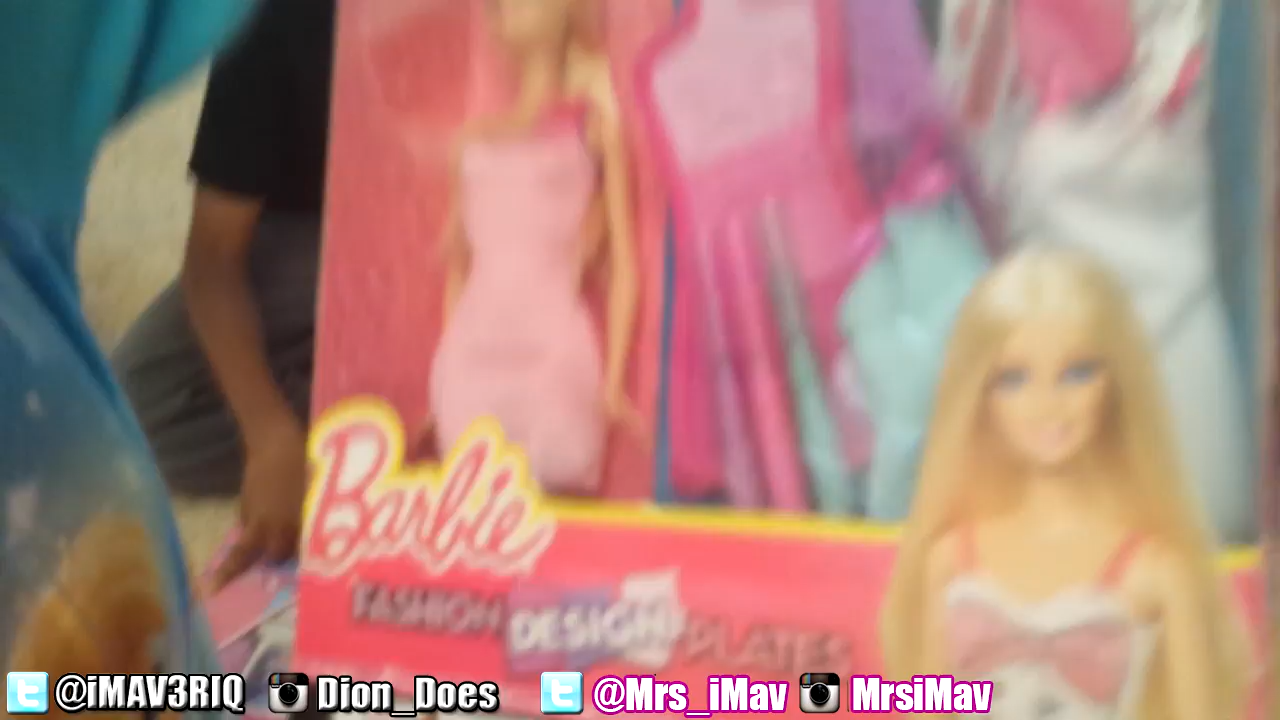 Barbie
FASHION DESIGN PLATES
@iMAV3RIQ Dion_Does @Mrs_iMav MrsiMav